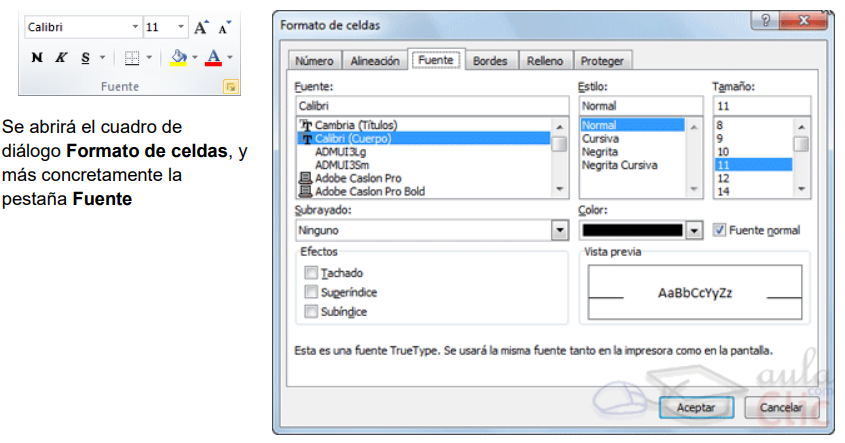 Calibri 11 A A
N K S A
Fuente
Se abrirá el cuadro de
diálogo Formato de celdas, y
más concretamente la
pestaña Fuente
Formato de celdas
Número Alineación Fuente Bordes Relleno Proteger
Fuente: Estilo: Tamaño:
Calibri Normal 11
Cambria (Títulos) Normal 8
Calibri (Cuerpo) Cursiva 9
ADMUI3Lg Negrita 10
ADMUI3Sm Negrita Cursiva 11
Adobe Caslon Pro 12
Adobe Caslon Pro Bold 14
Subrayado: Color:
Ninguno Fuente normal
Efectos Vista previa
Tachado
Superíndice AaBbCcYyZz
Subíndice
Esta es una fuente TrueType. Se usará la misma fuente tanto en la impresora como en la pantalla.
aula
Clic
.com
Aceptar Cancelar